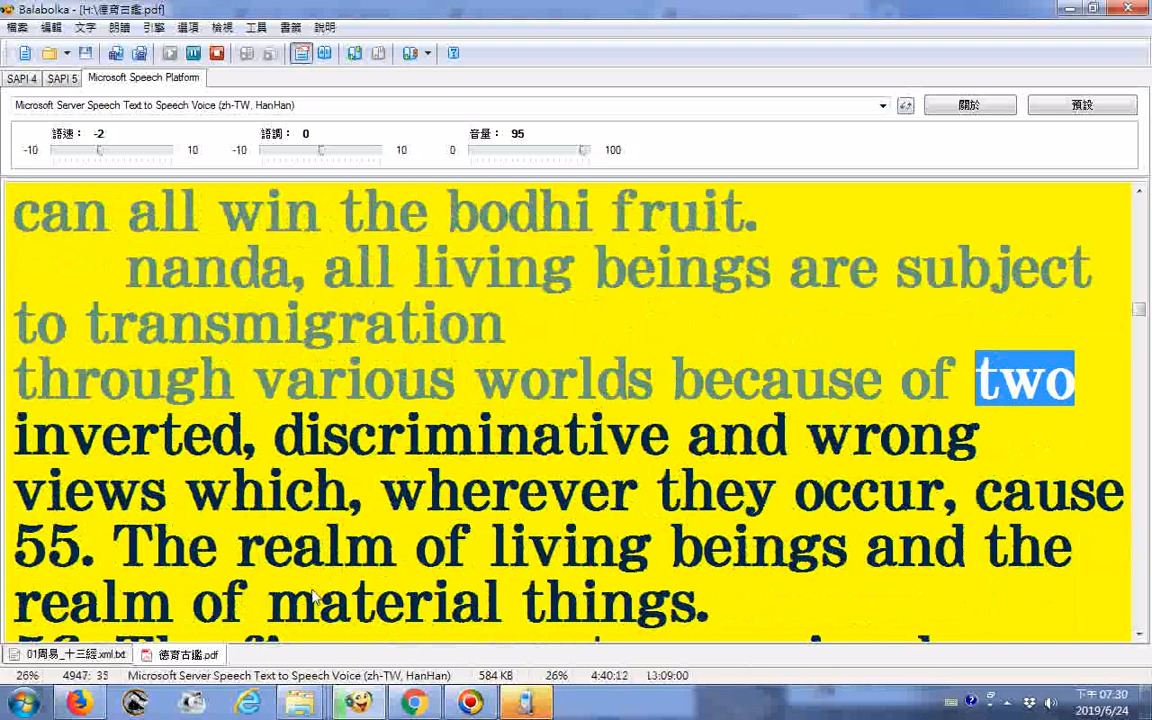 Balabolka - [H:\德育古鑑.pdf]
檔案 編輯 文字 朗讀 引擎 選項 檢視 工具 書籤 說明
SAPI 4 SAPI 5 Microsoft Speech Platform
Microsoft Server Speech Text to Speech Voice (zh-TW, HanHan) 關於 預設
語速： -2 語調： 0 音量： 95
-10 10 -10 10 0 100
can all win the bodhi fruit.
nanda, all living beings are subject
to transmigration
through various worlds because of two
inverted, discriminative and wrong
views which, wherever they occur, cause
55. The realm of living beings and the
realm of material things.
01周易_十三經.xml.txt 德育古鑑.pdf
26% 4947: 35 Microsoft Server Speech Text to Speech Voice (zh-TW, HanHan) 584 KB 26% 4:40:12 13:09:00
下午 07:30
2019/6/24